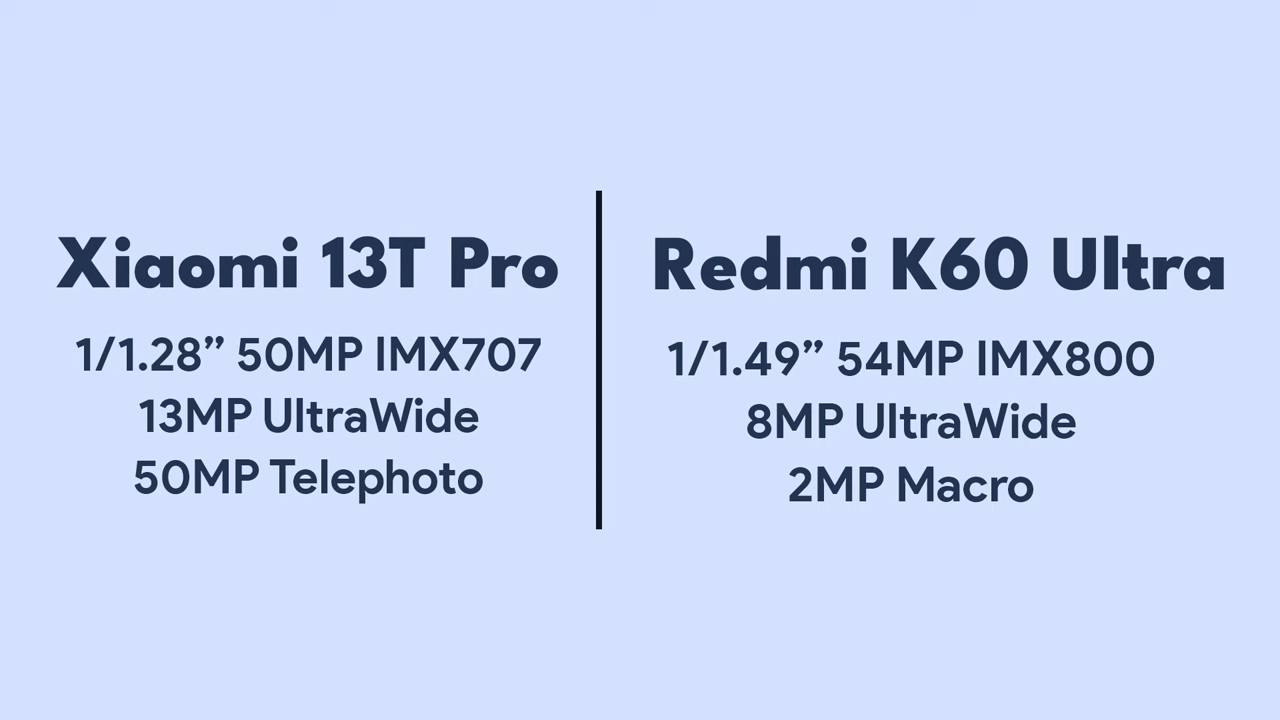 Xiaomi 13T Pro
1/1.28” 50MP IMX707
13MP UltraWide
50MP Telephoto
Redmi K60 Ultra
1/1.49” 54MP IMX800
8MP UltraWide
2MP Macro